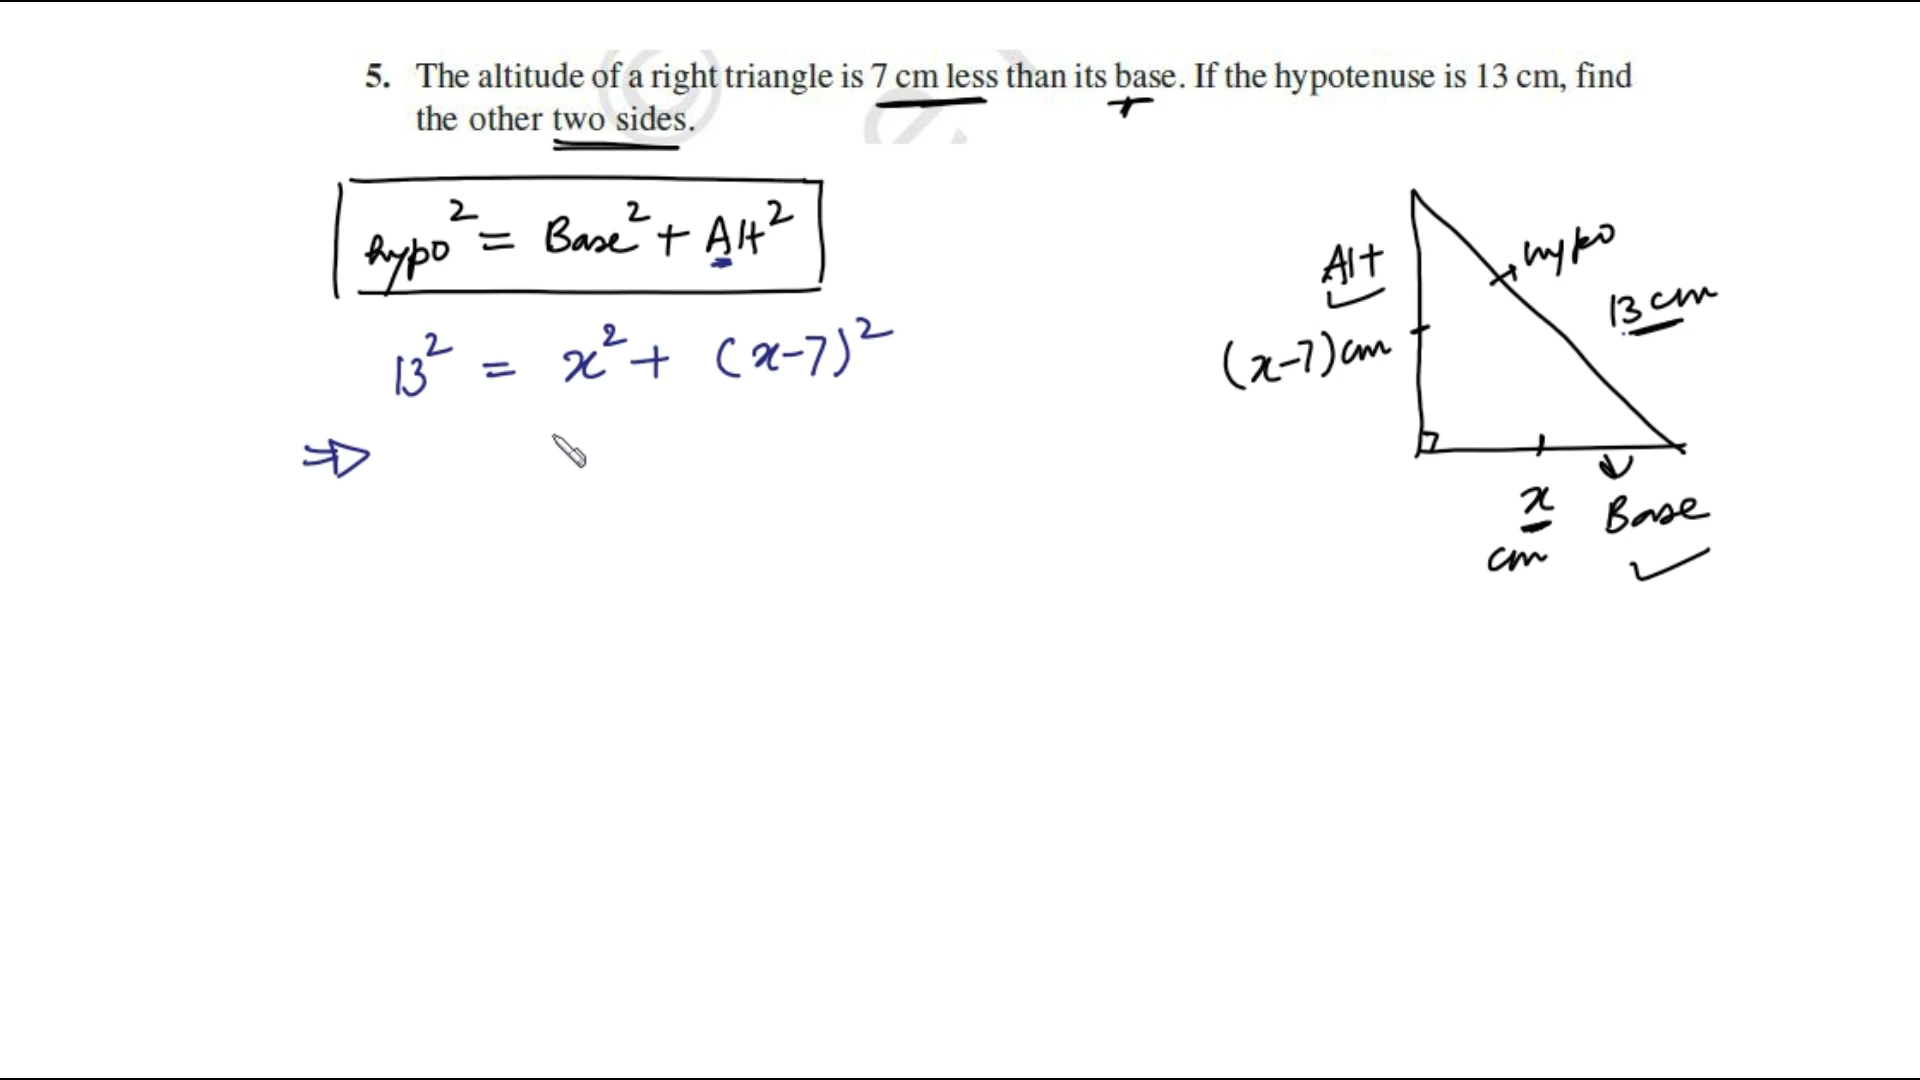 5. The altitude of a right triangle is 7 cm less than its base. If the hypotenuse is 13 cm, find
the other two sides.
hypo² = Base² + Alt²
13² = x² + (x-7)²
⇒
Alt
(x-7) cm
hypo
13 cm
x
cm
Base